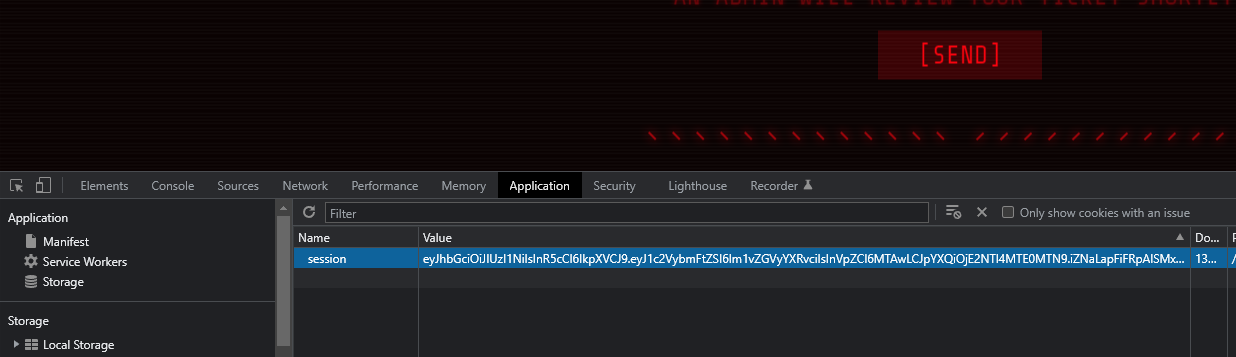 AN ADMIN WILL REVIEW YOUR TICKET SHORTLY
[SEND]
Elements Console Sources Network Performance Memory Application Security Lighthouse Recorder
Application
Filter
Only show cookies with an issue
Manifest
Service Workers
Storage
Name Value Do...
session eyJhbGciOiJIUzI1NiIsInR5cCI6IkpXVCJ9.eyJ1c2VybmFtZSI6Im1vZGVyYXRvciIsInVpZCI6MTAwLCJpYXQiOjE2NTI4MTE0MTN9.iZNaLapFiFRpAISMx... 13... /
Storage
Local Storage